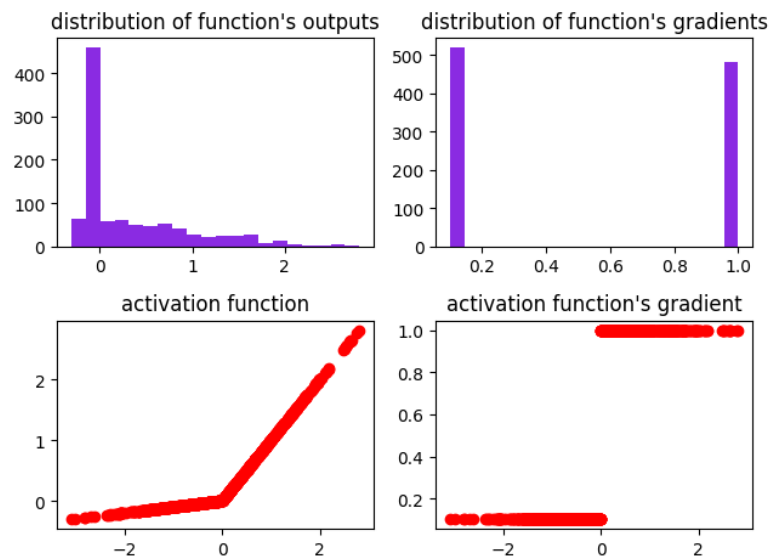 distribution of function's outputs
400
300
200
100
0
0 1 2
distribution of function's gradients
500
400
300
200
100
0
0.2 0.4 0.6 0.8 1.0
activation function
2
1
0
−2 0 2
activation function's gradient
1.0
0.8
0.6
0.4
0.2
−2 0 2